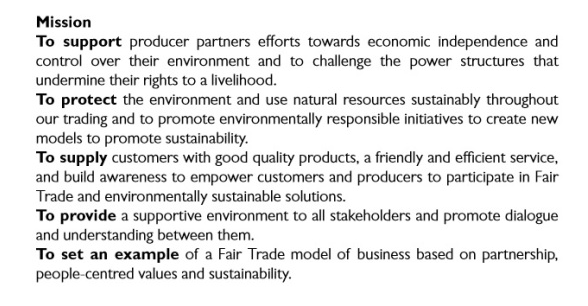 Mission
To support producer partners efforts towards economic independence and
control over their environment and to challenge the power structures that
undermine their rights to a livelihood.
To protect the environment and use natural resources sustainably throughout
our trading and to promote environmentally responsible initiatives to create new
models to promote sustainability.
To supply customers with good quality products, a friendly and efficient service,
and build awareness to empower customers and producers to participate in Fair
Trade and environmentally sustainable solutions.
To provide a supportive environment to all stakeholders and promote dialogue
and understanding between them.
To set an example of a Fair Trade model of business based on partnership,
people-centred values and sustainability.